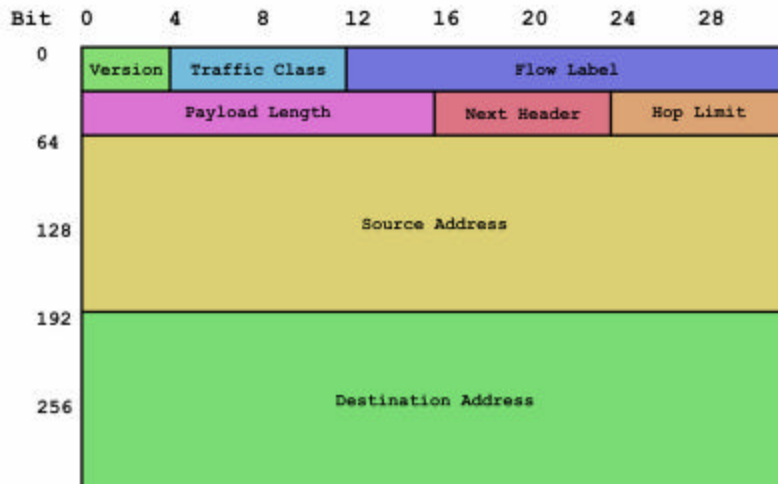 Bit 0 4 8 12 16 20 24 28
0
Version Traffic Class Flow Label
Payload Length Next Header Hop Limit
64
Source Address
128
192
Destination Address
256